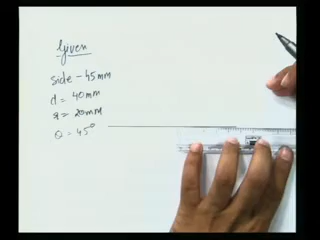 Given
side - 45mm
d = 40mm
r = 20mm
θ = 45°